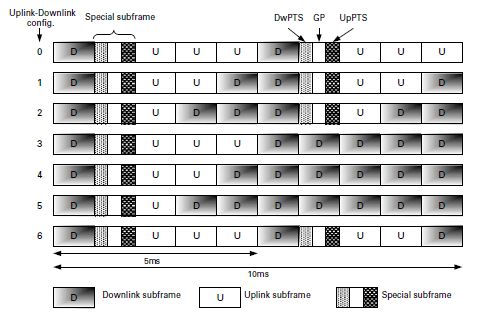 Uplink-Downlink
config.
Special subframe
DwPTS GP UpPTS
0 D U U U D U U U
1 D U U D D U U D
2 D U D D D U D D
3 D U U U D D D D D
4 D U U D D D D D D
5 D U D D D D D D D
6 D U U U D U U D
5ms
10ms
D Downlink subframe U Uplink subframe Special subframe